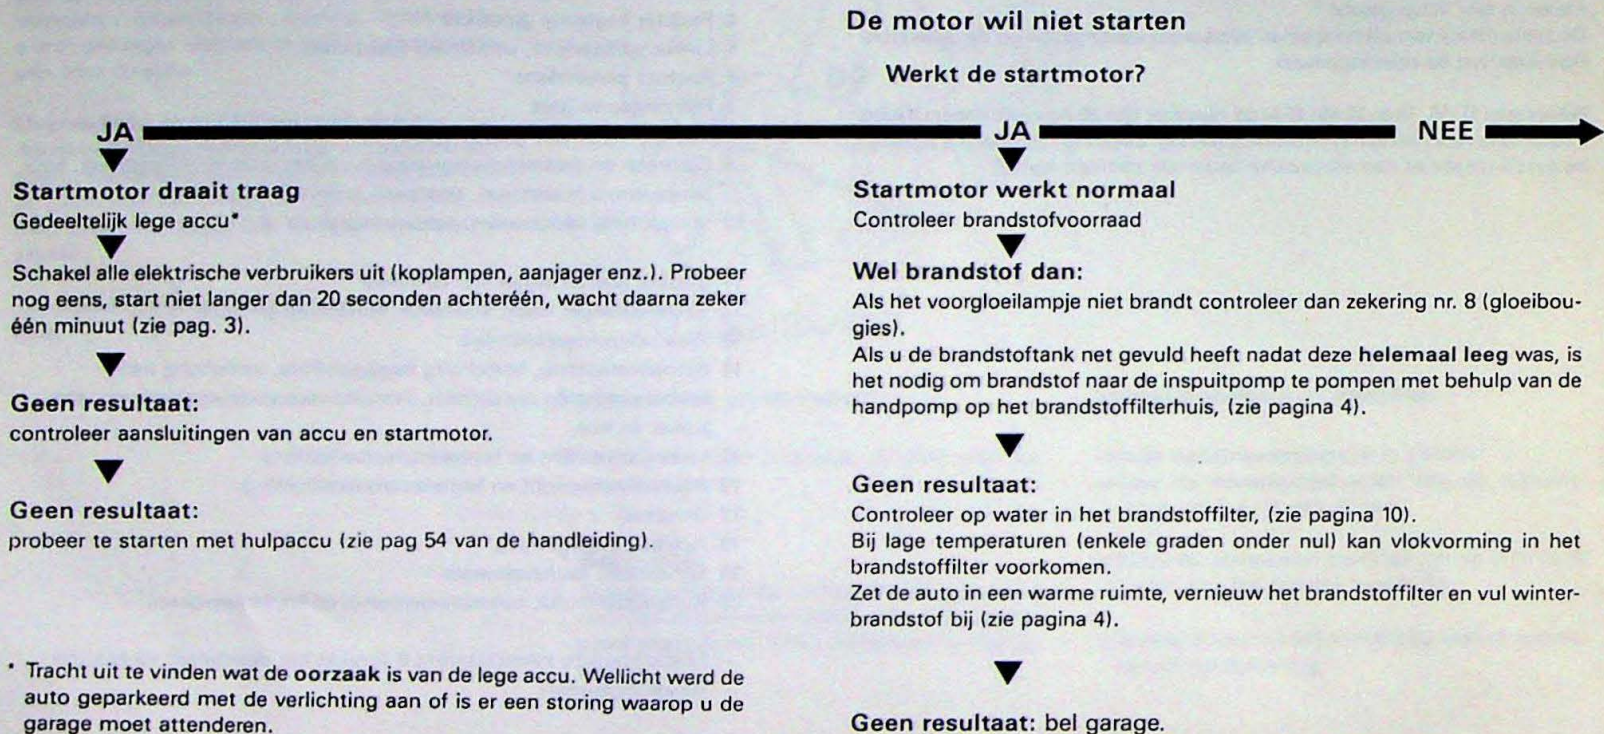 De motor wil niet starten
Werkt de startmotor?
JA JA NEE
Startmotor draait traag
Gedeeltelijk lege accu*
Schakel alle elektrische verbruikers uit (koplampen, aanjager enz.). Probeer
nog eens, start niet langer dan 20 seconden achteréén, wacht daarna zeker
één minuut (zie pag. 3).
Geen resultaat:
controleer aansluitingen van accu en startmotor.
Geen resultaat:
probeer te starten met hulpaccu (zie pag 54 van de handleiding).
* Tracht uit te vinden wat de oorzaak is van de lege accu. Wellicht werd de
auto geparkeerd met de verlichting aan of is er een storing waarop u de
garage moet attenderen.
Startmotor werkt normaal
Controleer brandstofvoorraad
Wel brandstof dan:
Als het voorgloeilampje niet brandt controleer dan zekering nr. 8 (gloeibou-
gies).
Als u de brandstoftank net gevuld heeft nadat deze helemaal leeg was, is
het nodig om brandstof naar de inspuitpomp te pompen met behulp van de
handpomp op het brandstoffilterhuis, (zie pagina 4).
Geen resultaat:
Controleer op water in het brandstoffilter, (zie pagina 10).
Bij lage temperaturen (enkele graden onder nul) kan vlokvorming in het
brandstoffilter voorkomen.
Zet de auto in een warme ruimte, vernieuw het brandstoffilter en vul winter-
brandstof bij (zie pagina 4).
Geen resultaat: bel garage.